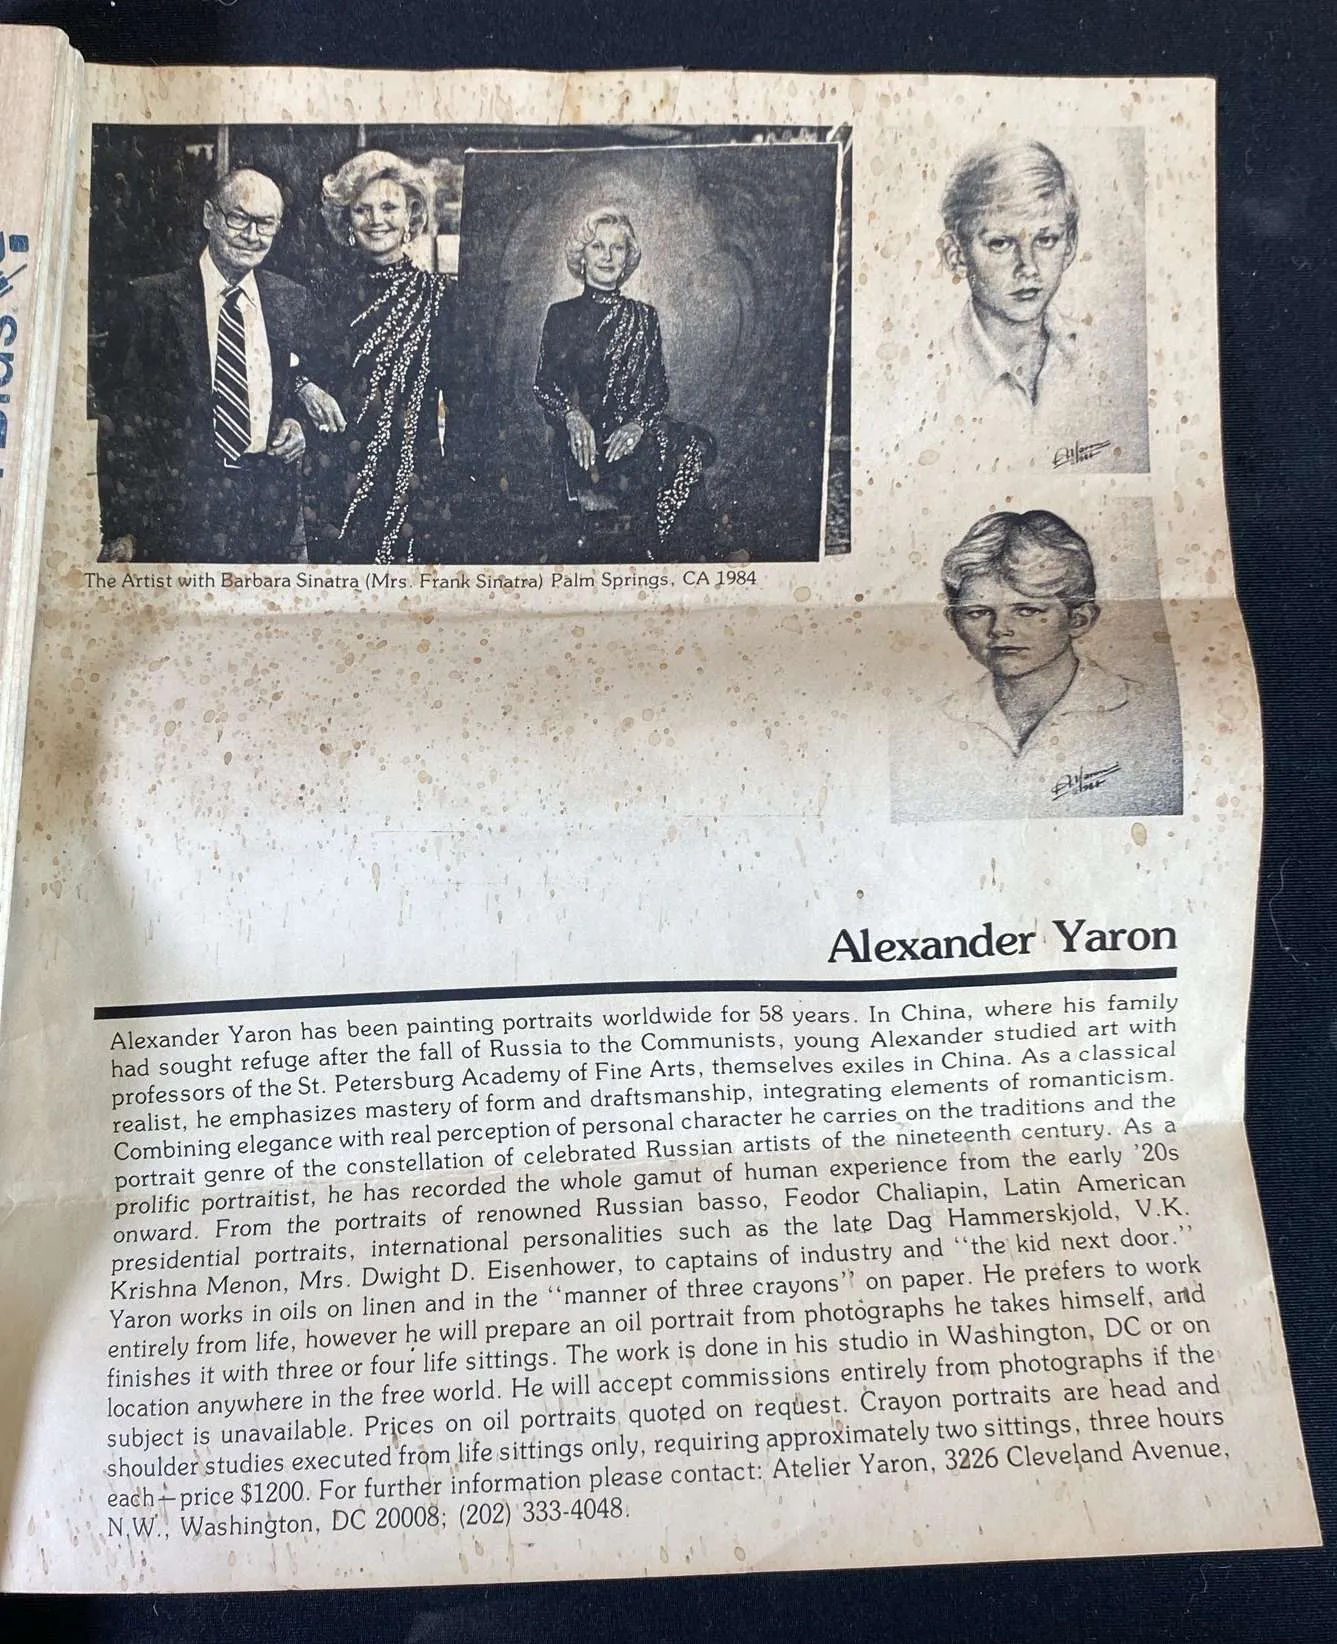 The Artist with Barbara Sinatra (Mrs. Frank Sinatra) Palm Springs, CA 1984
Alexander Yaron
Alexander Yaron has been painting portraits worldwide for 58 years. In China, where his family
had sought refuge after the fall of Russia to the Communists, young Alexander studied art with
professors of the St. Petersburg Academy of Fine Arts, themselves exiles in China. As a classical
realist, he emphasizes mastery of form and draftsmanship, integrating elements of romanticism.
Combining elegance with real perception of personal character he carries on the traditions and the
portrait genre of the constellation of celebrated Russian artists of the nineteenth century. As a
prolific portraitist, he has recorded the whole gamut of human experience from the early '20s
onward. From the portraits of renowned Russian basso, Feodor Chaliapin, Latin American
presidential portraits, international personalities such as the late Dag Hammerskjold, V.K.
Krishna Menon, Mrs. Dwight D. Eisenhower, to captains of industry and ''the kid next door.''
Yaron works in oils on linen and in the ''manner of three crayons'' on paper. He prefers to work
entirely from life, however he will prepare an oil portrait from photographs he takes himself, and
finishes it with three or four life sittings. The work is done in his studio in Washington, DC or on
location anywhere in the free world. He will accept commissions entirely from photographs if the
subject is unavailable. Prices on oil portraits quoted on request. Crayon portraits are head and
shoulder studies executed from life sittings only, requiring approximately two sittings, three hours
each—price $1200. For further information please contact: Atelier Yaron, 3226 Cleveland Avenue,
N.W., Washington, DC 20008; (202) 333-4048.